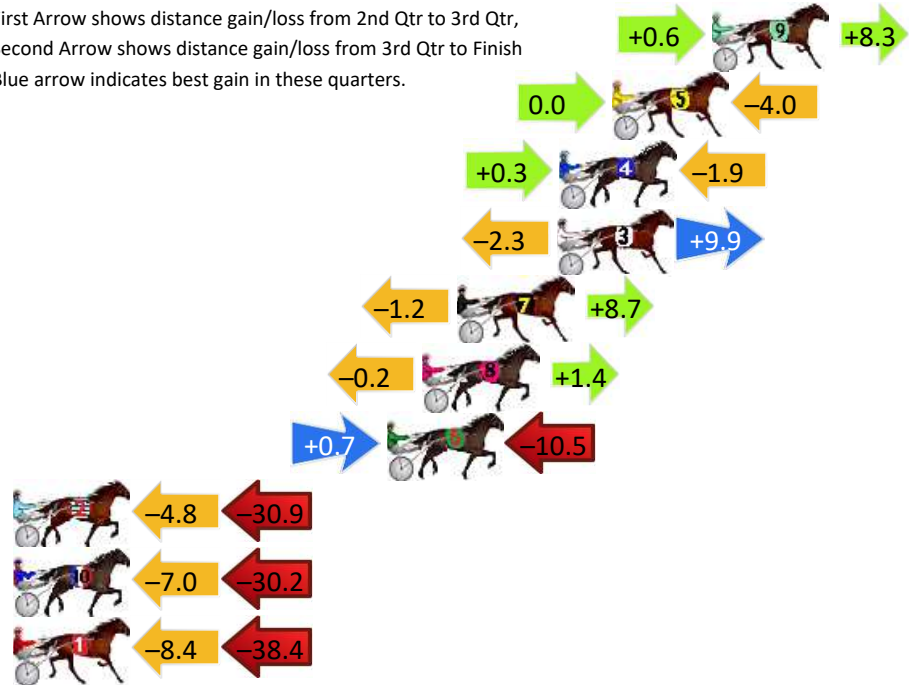 First Arrow shows distance gain/loss from 2nd Qtr to 3rd Qtr,
Second Arrow shows distance gain/loss from 3rd Qtr to Finish
Blue arrow indicates best gain in these quarters.
+0.6 9 +8.3
0.0 5 –4.0
+0.3 4 –1.9
–2.3 3 +9.9
–1.2 7 +8.7
–0.2 8 +1.4
+0.7 6 –10.5
2 –4.8 –30.9
10 –7.0 –30.2
1 –8.4 –38.4